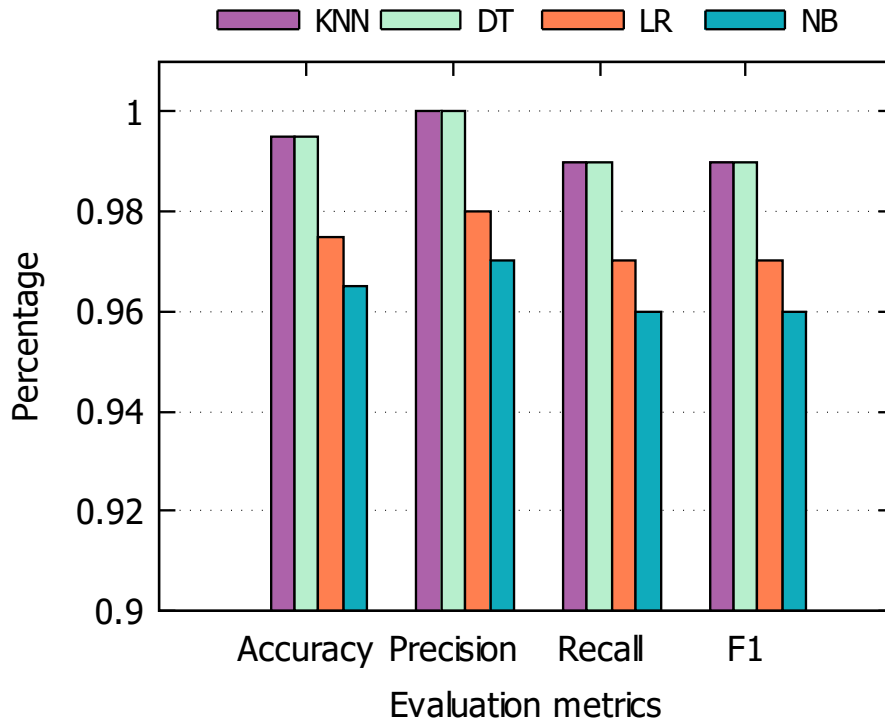 KNN DT LR NB
1
0.98
0.96
0.94
0.92
0.9
Percentage
Accuracy Precision Recall F1
Evaluation metrics